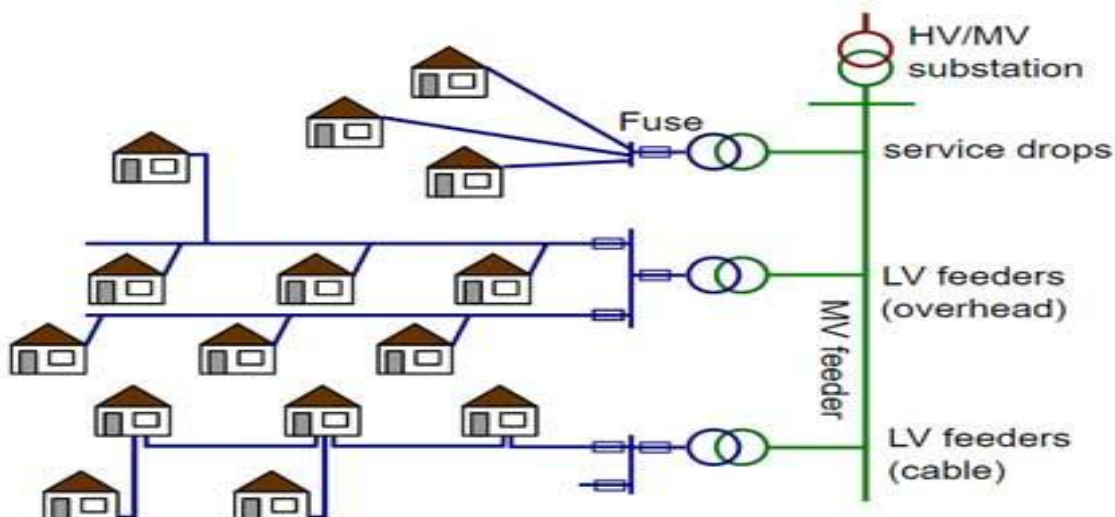 HV/MV
substation
Fuse
service drops
LV feeders
(overhead)
MV feeder
LV feeders
(cable)